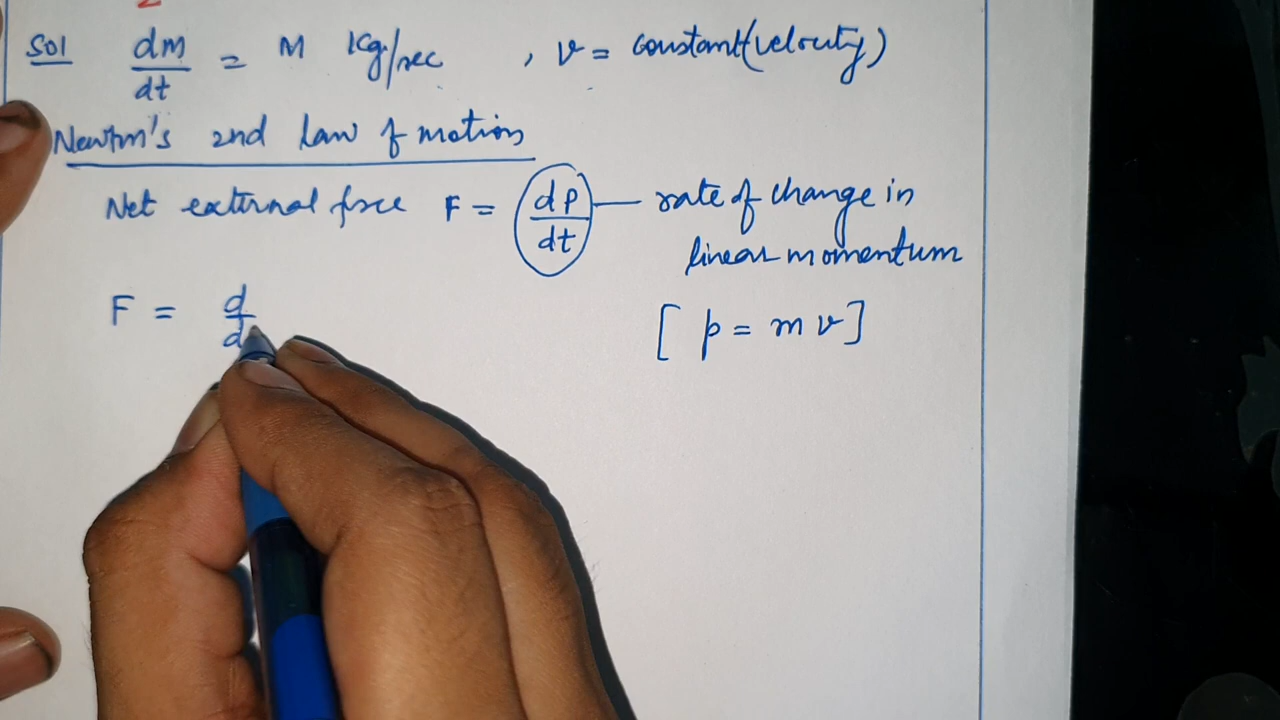 Sol dm/dt = M Kg/sec , v = constant(velocity)
Newton's 2nd Law of motion
Net external force F = dp/dt — rate of change in
linear momentum
F = d/d [ p = m v ]